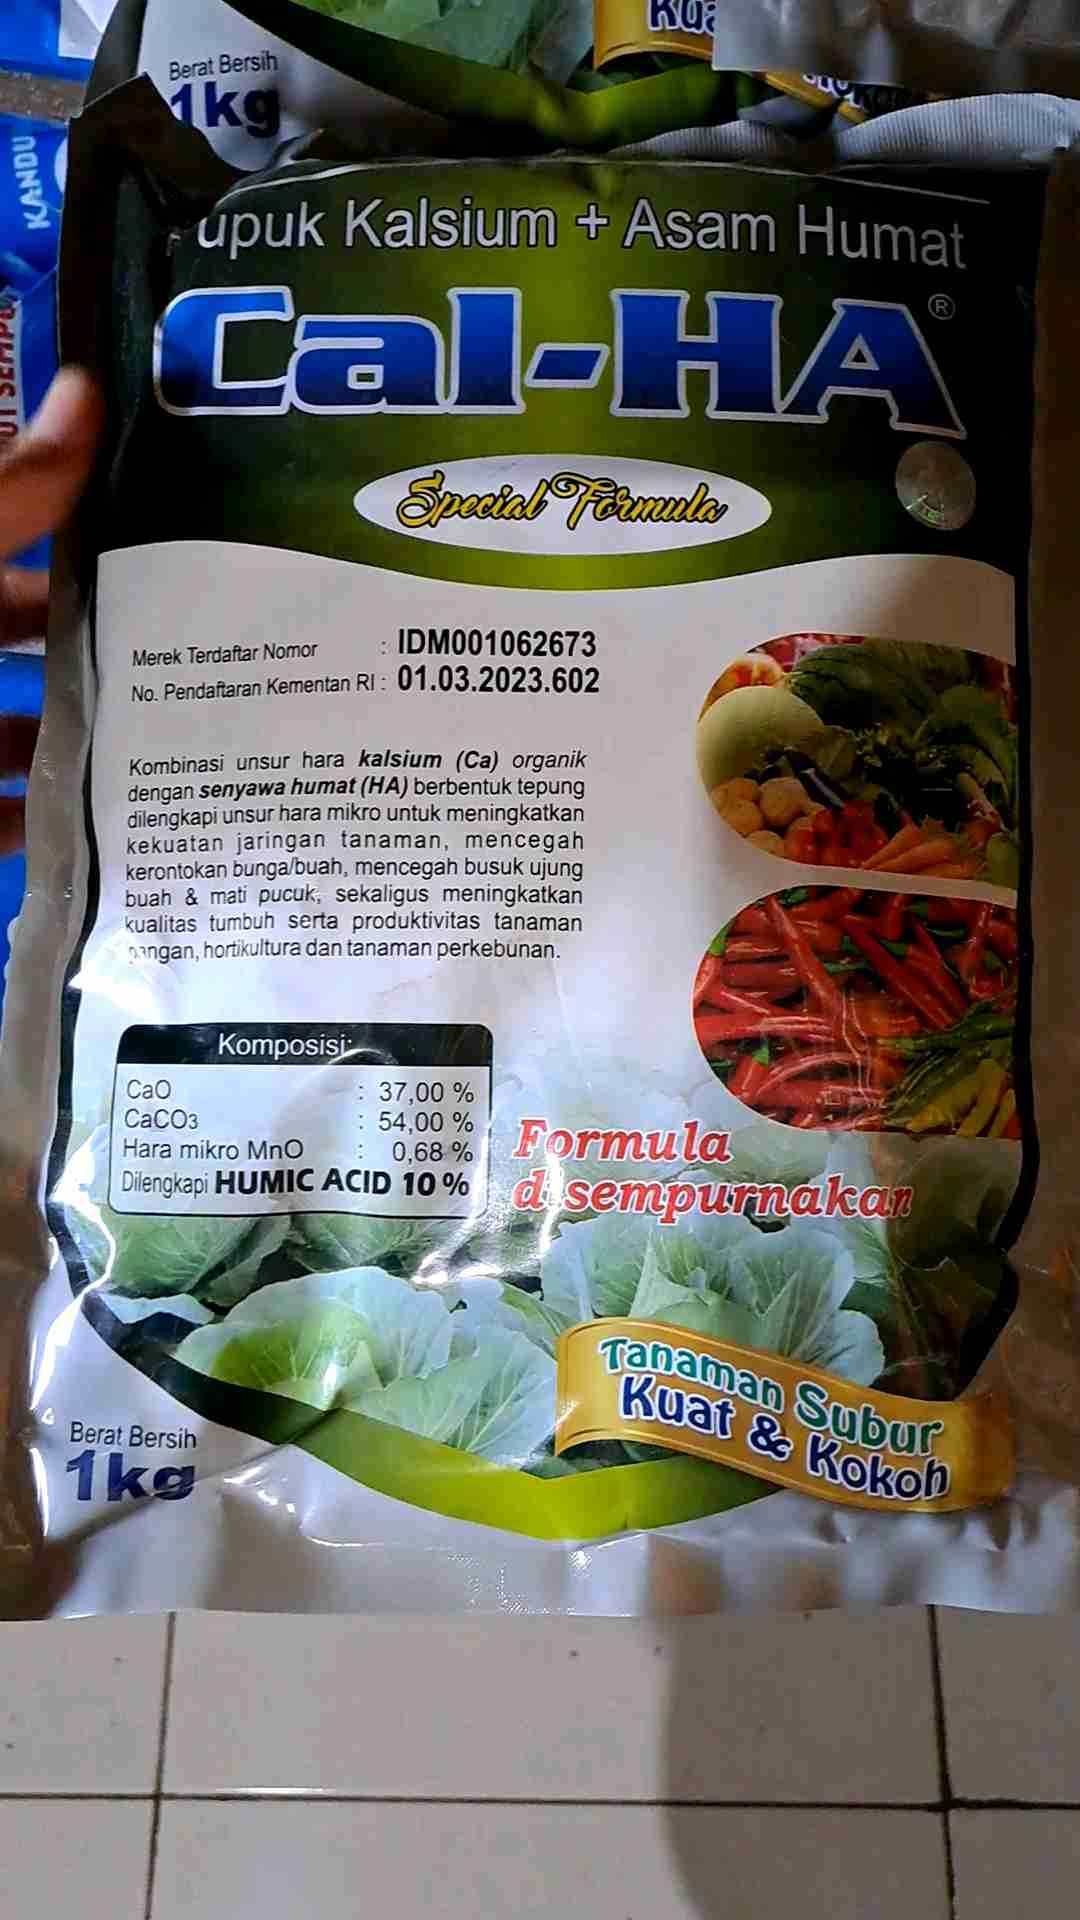 Berat Bersih
1kg
KANDU
upuk Kalsium + Asam Humat
Cal-HA®
Special Formula
Merek Terdaftar Nomor : IDM001062673
No. Pendaftaran Kementan RI : 01.03.2023.602
Kombinasi unsur hara kalsium (Ca) organik
dengan senyawa humat (HA) berbentuk tepung
dilengkapi unsur hara mikro untuk meningkatkan
kekuatan jaringan tanaman, mencegah
kerontokan bunga/buah, mencegah busuk ujung
buah & mati pucuk, sekaligus meningkatkan
kualitas tumbuh serta produktivitas tanaman
pangan, hortikultura dan tanaman perkebunan.
Komposisi:
CaO : 37,00 %
CaCO3 : 54,00 %
Hara mikro MnO : 0,68 %
Dilengkapi HUMIC ACID 10 %
Formula
disempurnakan
Tanaman Subur
Kuat & Kokoh
Berat Bersih
1kg